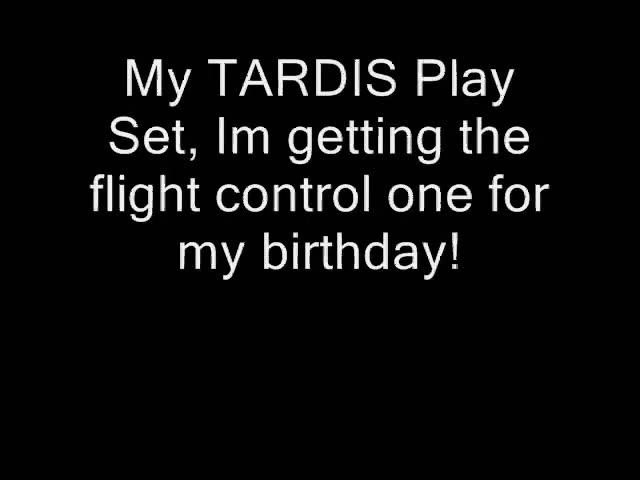 My TARDIS Play
Set, Im getting the
flight control one for
my birthday!